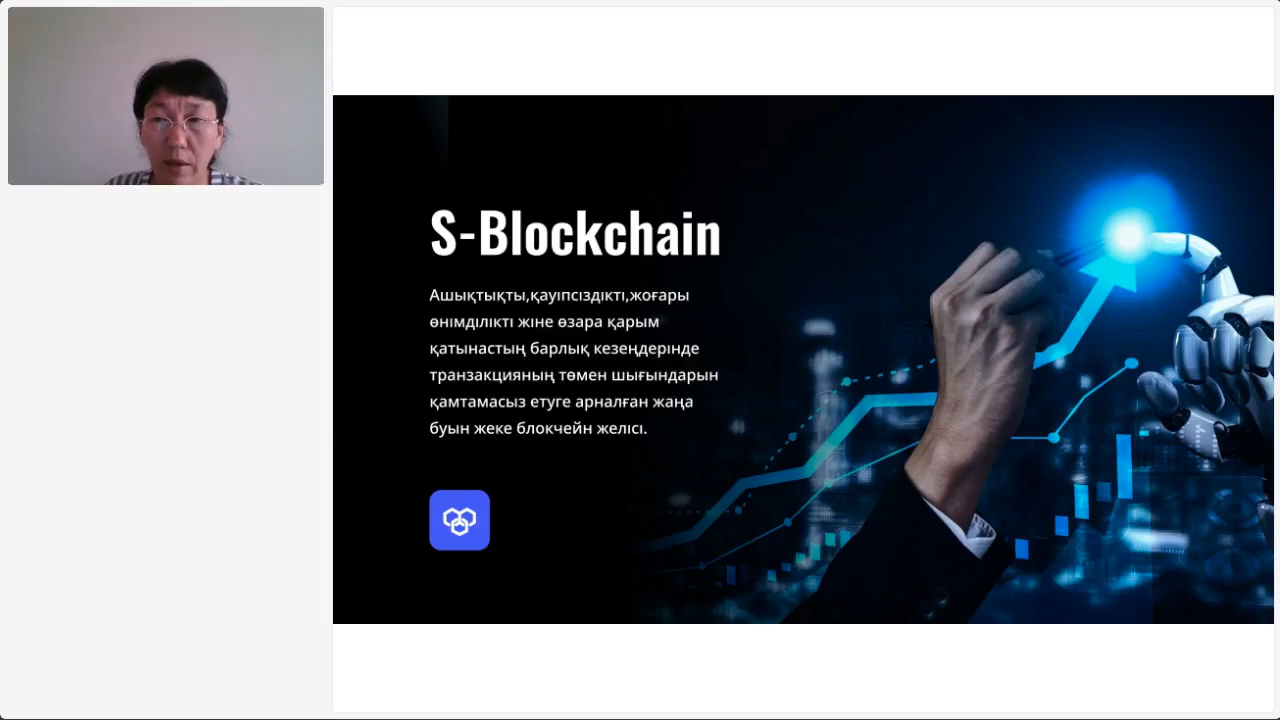 S-Blockchain
Ашықтықты,қауіпсіздікті,жоғары
өнімділікті жіне өзара қарым
қатынастың барлық кезеңдерінде
транзакцияның төмен шығындарын
қамтамасыз етуге арналған жаңа
буын жеке блокчейн желісі.